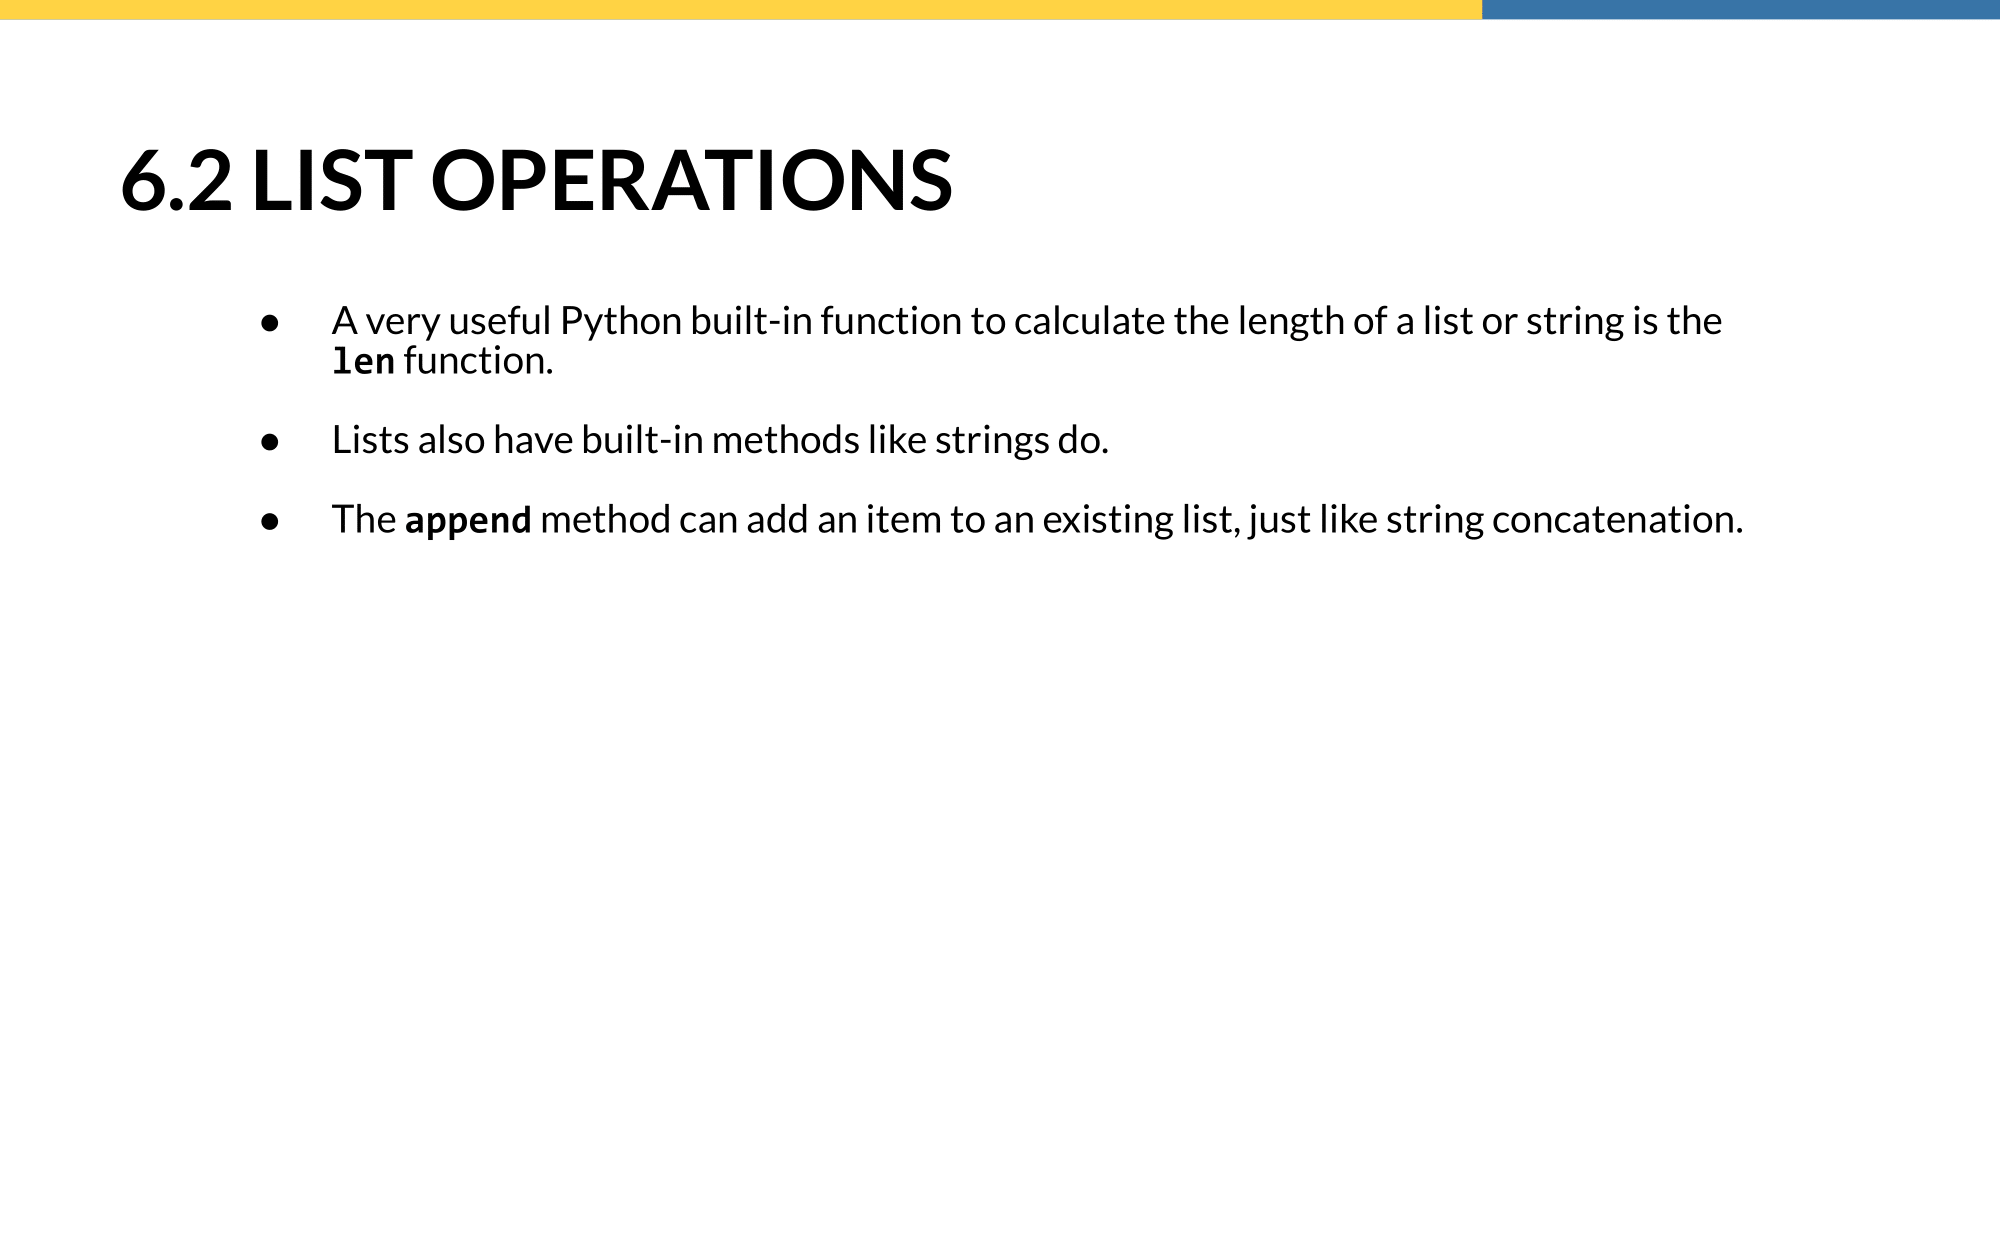 6.2 LIST OPERATIONS
● A very useful Python built-in function to calculate the length of a list or string is the
len function.
● Lists also have built-in methods like strings do.
● The append method can add an item to an existing list, just like string concatenation.